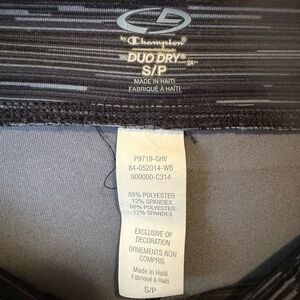 by Champion
DUO DRY®
S/P
MADE IN HAITI
FABRIQUÉ À HAÏTI
P9719-GHV
84-052014-WB
000000-C314
88% POLYESTER
12% SPANDEX
88% POLYESTER
12% SPANDEX
EXCLUSIVE OF
DECORATION
ORNEMENTS NON
COMPRIS
Made in Haiti
Fabriqué à Haïti
S/P